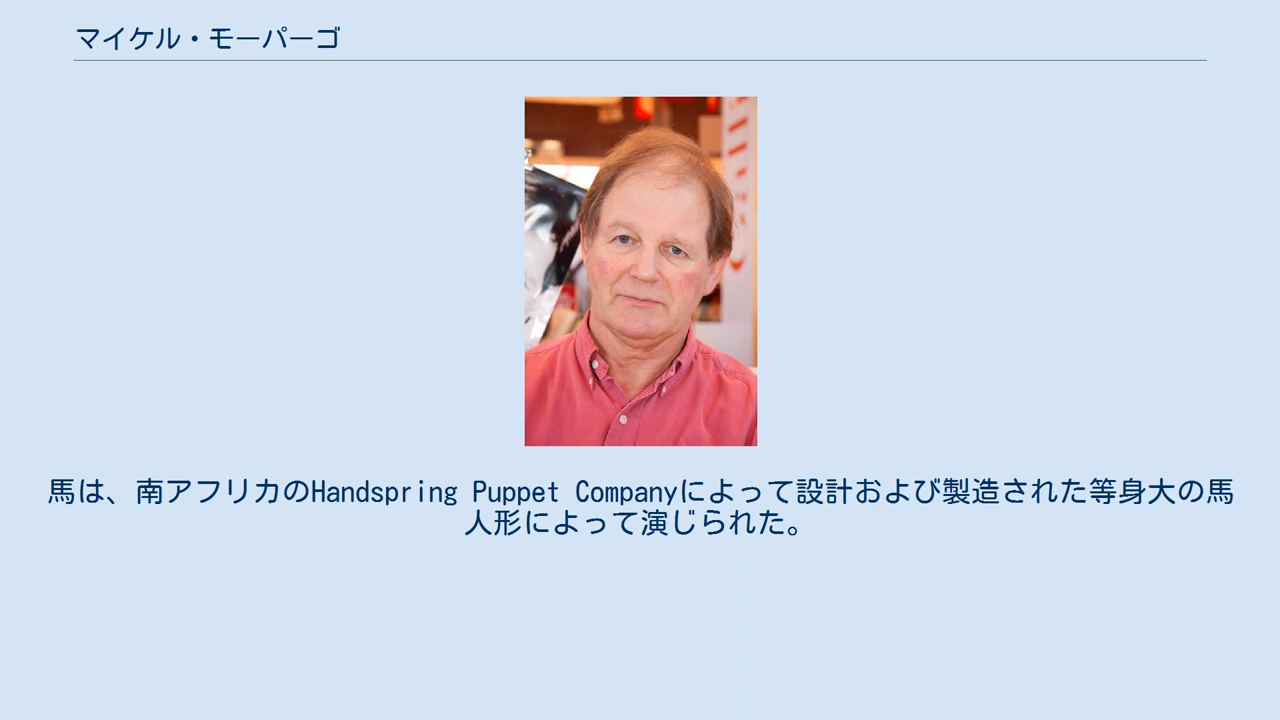 マイケル・モーパーゴ
馬は、南アフリカのHandspring Puppet Companyによって設計および製造された等身大の馬
人形によって演じられた。